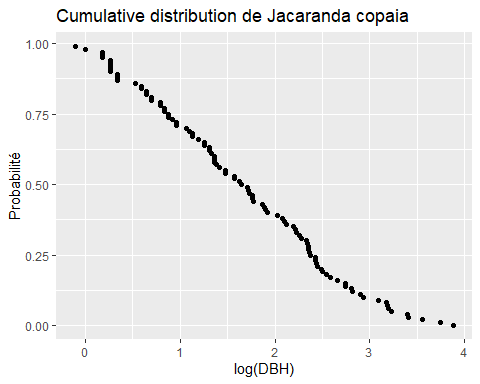 Cumulative distribution de Jacaranda copaia
1.00
0.75
0.50
0.25
0.00
Probabilité
0 1 2 3 4
log(DBH)